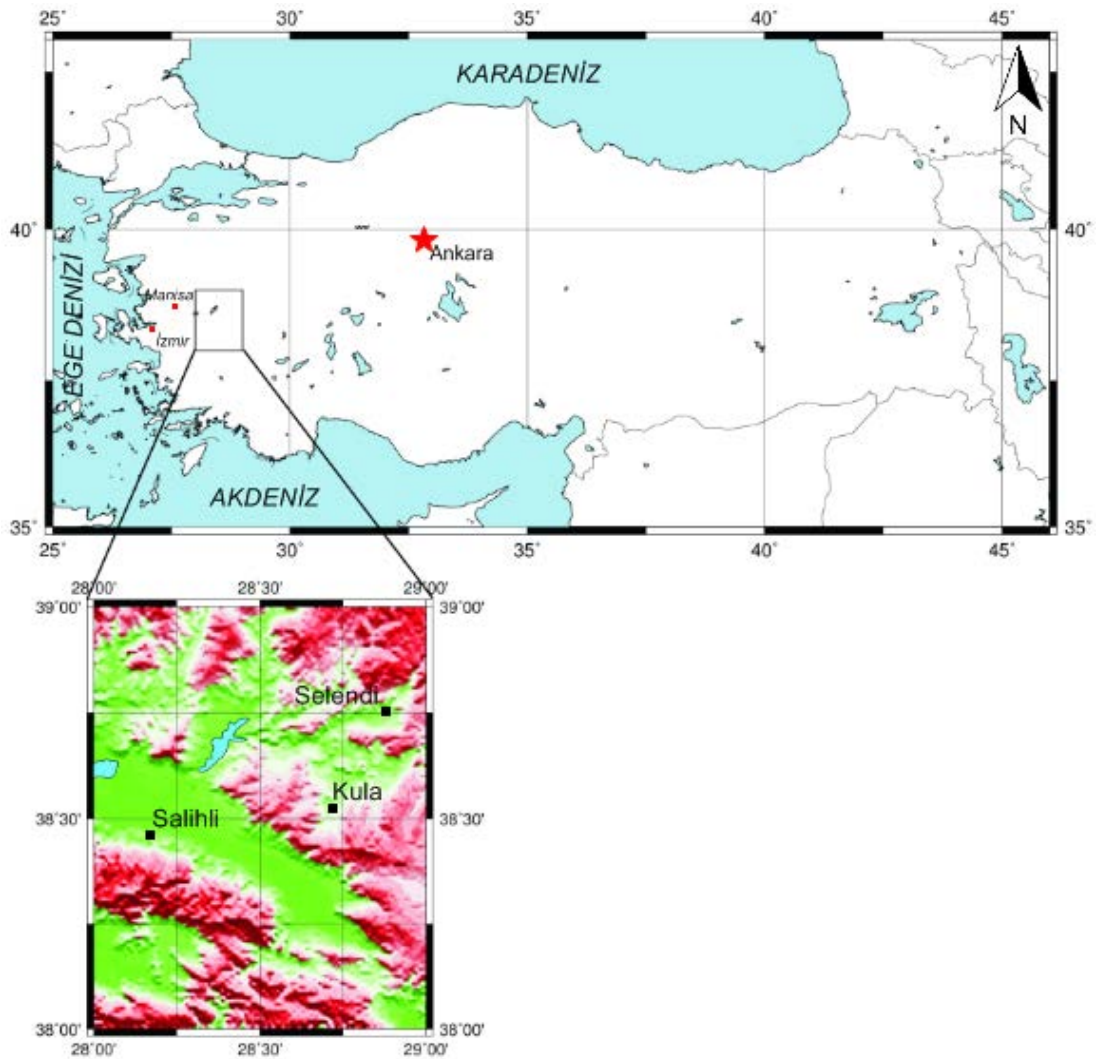 25° 30° 35° 40° 45°
KARADENİZ
N
40° 40°
Ankara
EGE DENİZİ
Manisa
İzmir
AKDENİZ
35° 35°
25° 30° 35° 40° 45°
28°00' 28°30' 29°00'
39°00' 39°00'
Selendi
Kula
38°30' 38°30'
Salihli
38°00' 38°00'
28°00' 28°30' 29°00'